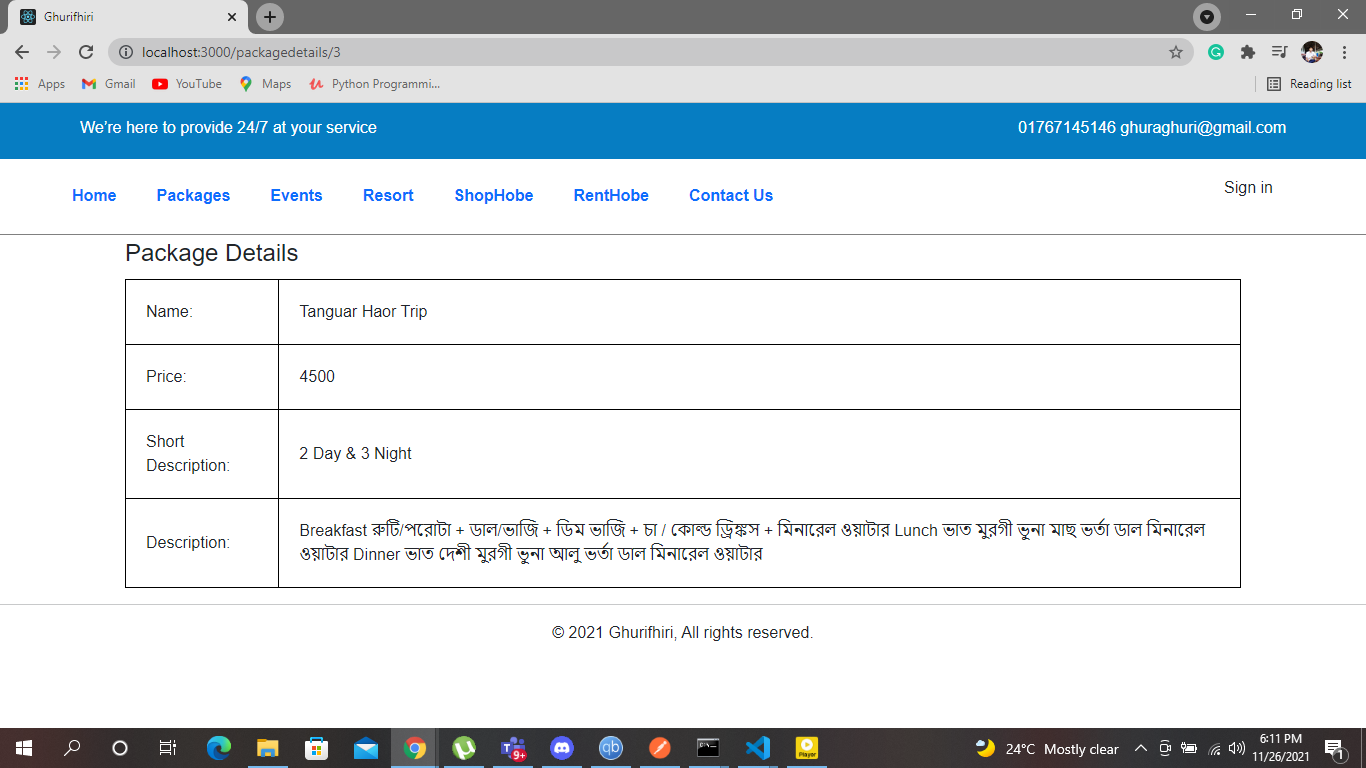 Ghurifhiri
localhost:3000/packagedetails/3
Apps Gmail YouTube Maps Python Programmi... Reading list
We're here to provide 24/7 at your service 01767145146 ghuraghuri@gmail.com
Home Packages Events Resort ShopHobe RentHobe Contact Us Sign in
Package Details
Name: Tanguar Haor Trip
Price: 4500
Short
Description: 2 Day & 3 Night
Description: Breakfast রুটি/পরোটা + ডাল/ভাজি + ডিম ভাজি + চা / কোল্ড ড্রিঙ্কস + মিনারেল ওয়াটার Lunch ভাত মুরগী ভুনা মাছ ভর্তা ডাল মিনারেল
ওয়াটার Dinner ভাত দেশী মুরগী ভুনা আলু ভর্তা ডাল মিনারেল ওয়াটার
© 2021 Ghurifhiri, All rights reserved.
qb 9+ Player 24°C Mostly clear 6:11 PM
11/26/2021 1